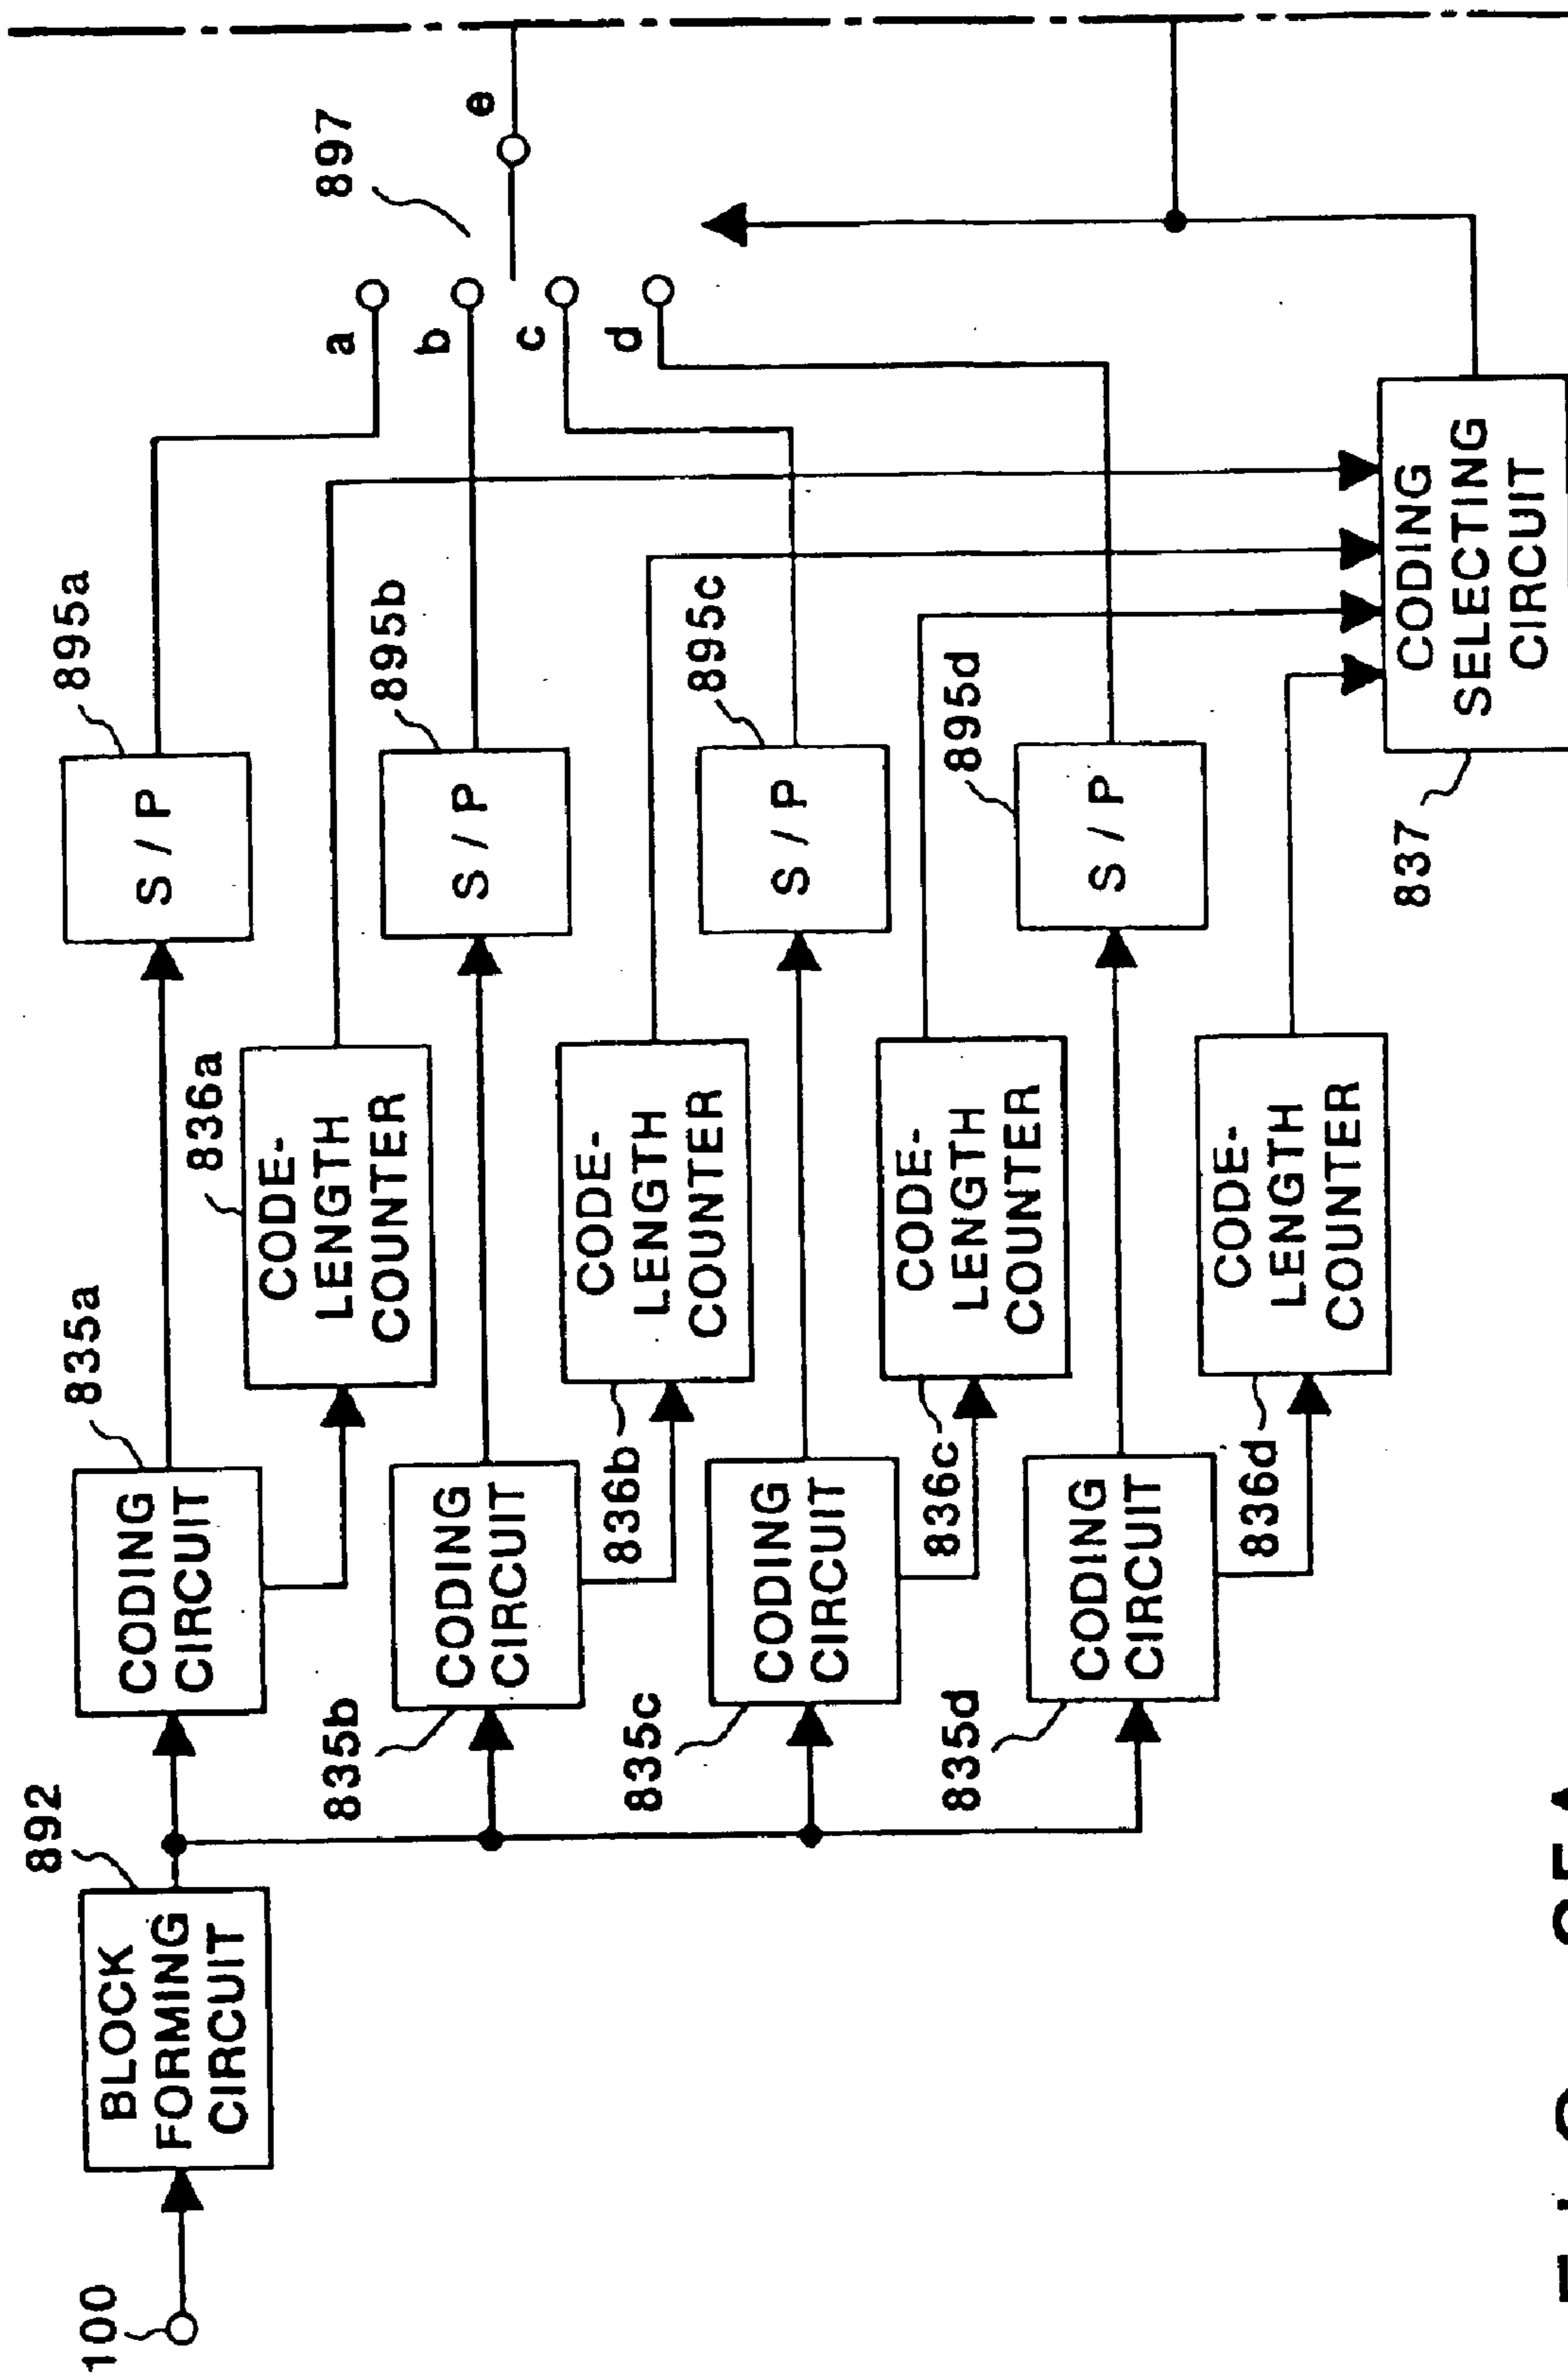 100
892
BLOCK
FORMING
CIRCUIT
835a
CODING
CIRCUIT
835b
CODING
CIRCUIT
835c
CODING
CIRCUIT
835d
CODING
CIRCUIT
836a
CODE-
LENGTH
COUNTER
836b
CODE-
LENGTH
COUNTER
836c
CODE-
LENGTH
COUNTER
836d
CODE-
LENGTH
COUNTER
895a
S / P
895b
S / P
895c
S / P
895d
S / P
837
CODING
SELECTING
CIRCUIT
a
b
c
d
897
e